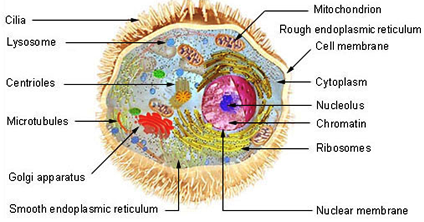 Cilia
Lysosome
Centrioles
Microtubules
Golgi apparatus
Smooth endoplasmic reticulum
Mitochondrion
Rough endoplasmic reticulum
Cell membrane
Cytoplasm
Nucleolus
Chromatin
Ribosomes
Nuclear membrane